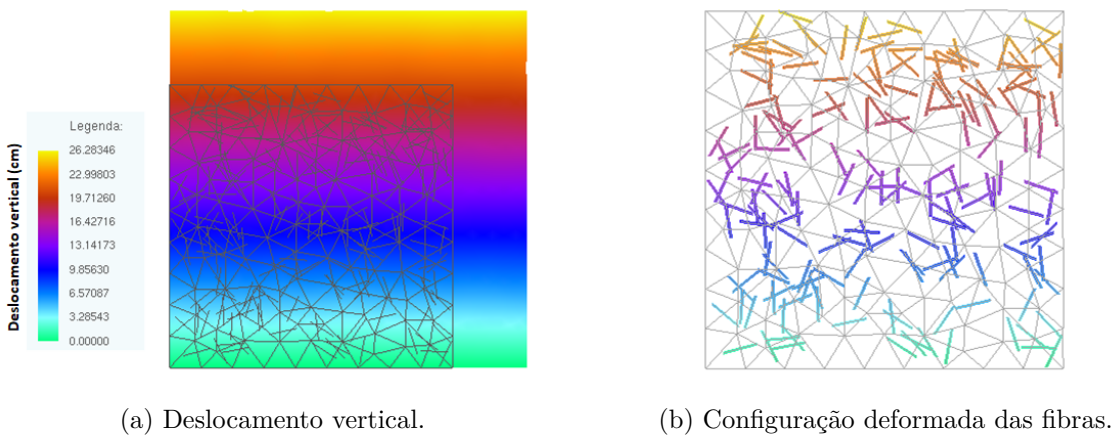 Deslocamento vertical (cm)
Legenda:
26.28346
22.99803
19.71260
16.42716
13.14173
9.85630
6.57087
3.28543
0.00000
(a) Deslocamento vertical.
(b) Configuração deformada das fibras.